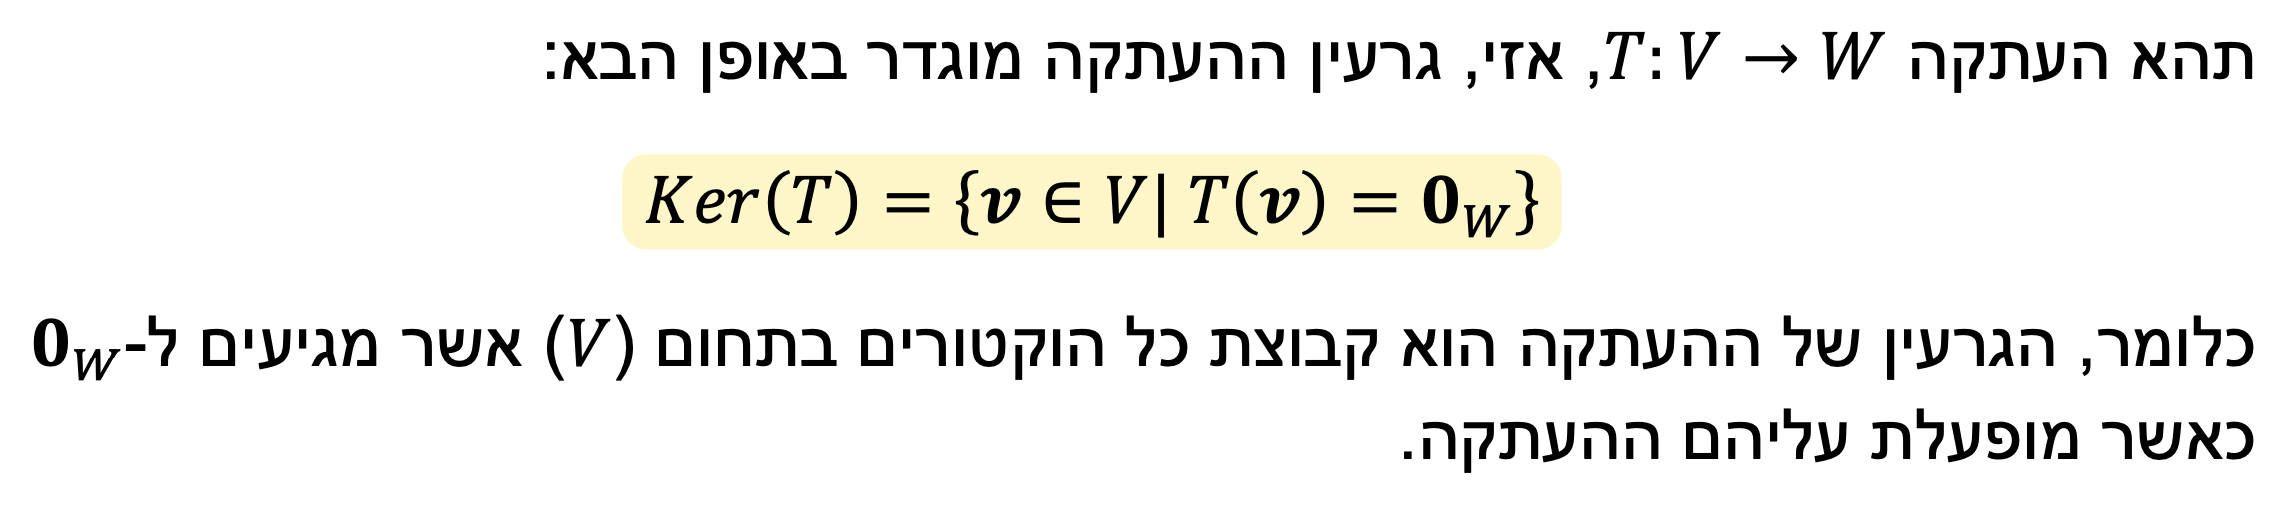 תהא העתקה T: V → W, אזי, גרעין ההעתקה מוגדר באופן הבא:
Ker(T) = {v ∈ V| T(v) = 0_W}
כלומר, הגרעין של ההעתקה הוא קבוצת כל הוקטורים בתחום (V) אשר מגיעים ל-0_W
כאשר מופעלת עליהם ההעתקה.